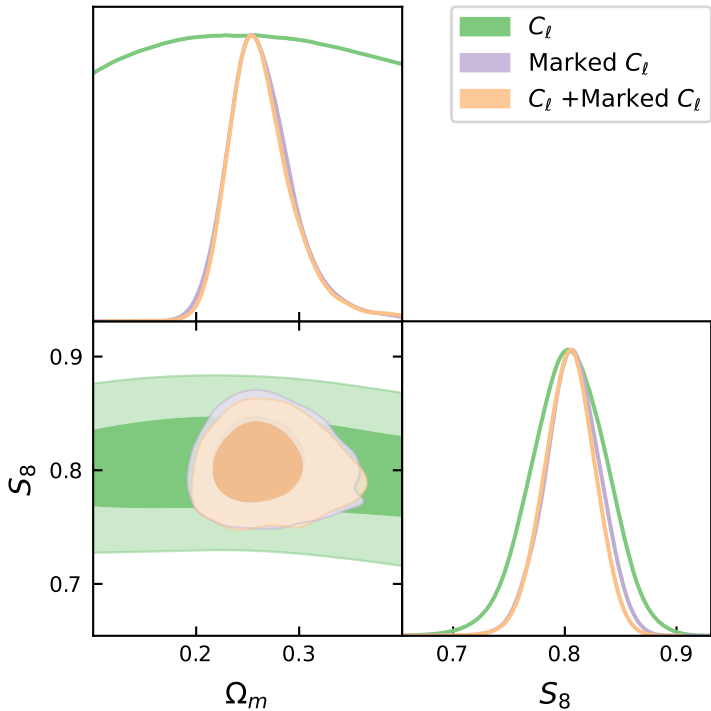 C_ℓ
Marked C_ℓ
C_ℓ +Marked C_ℓ
0.9
0.8
0.7
S_8
0.2 0.3
0.7 0.8 0.9
Ω_m
S_8